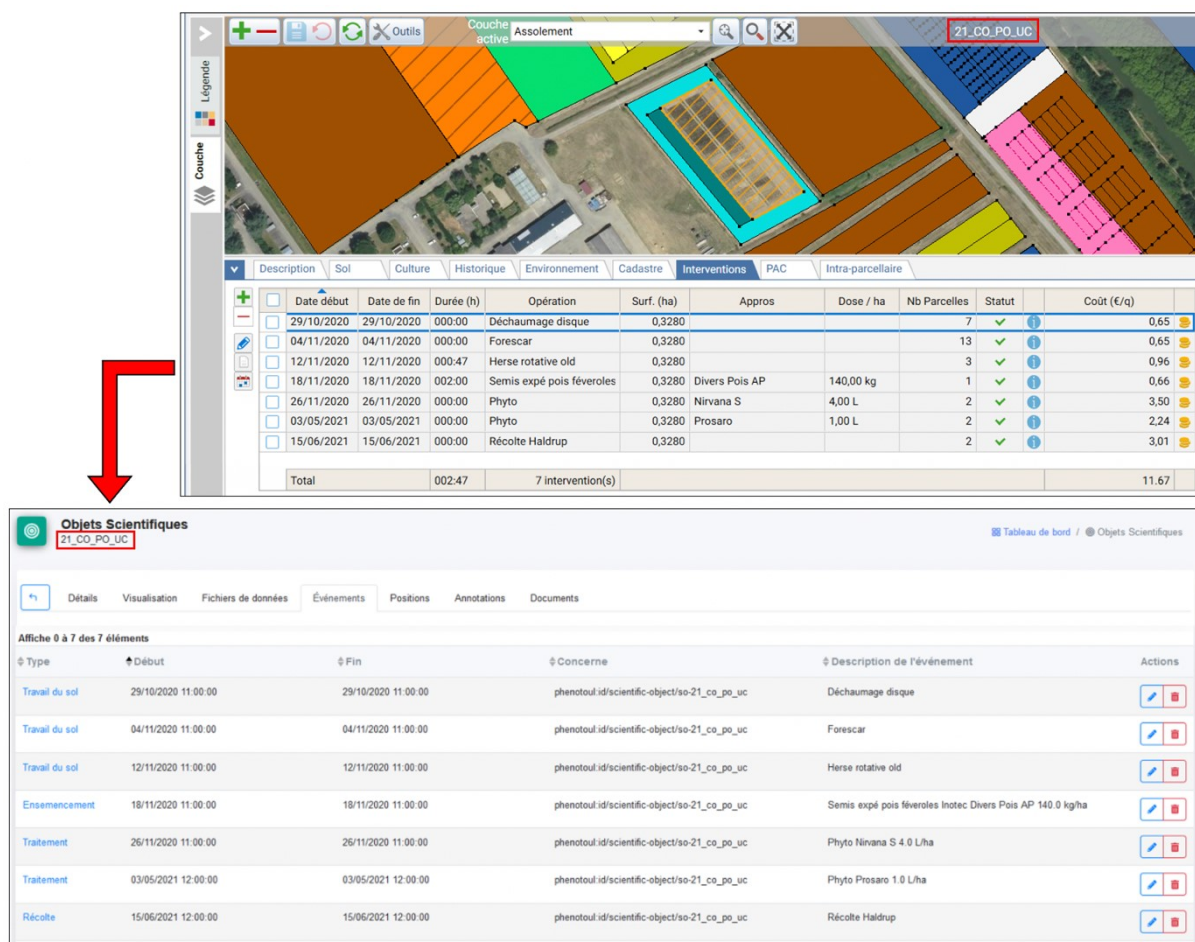 Outils
Couche active
Assolement
21_CO_PO_UC
Légende
Couche
Description Sol Culture Historique Environnement Cadastre Interventions PAC Intra-parcellaire
Date début Date de fin Durée (h) Opération Surf. (ha) Appros Dose / ha Nb Parcelles Statut Coût (€/q)
29/10/2020 29/10/2020 000:00 Déchaumage disque 0,3280 7 0,65
04/11/2020 04/11/2020 000:00 Forescar 0,3280 13 0,65
12/11/2020 12/11/2020 000:47 Herse rotative old 0,3280 3 0,96
18/11/2020 18/11/2020 002:00 Semis expé pois féveroles 0,3280 Divers Pois AP 140,00 kg 1 0,66
26/11/2020 26/11/2020 000:00 Phyto 0,3280 Nirvana S 4,00 L 2 3,50
03/05/2021 03/05/2021 000:00 Phyto 0,3280 Prosaro 1,00 L 2 2,24
15/06/2021 15/06/2021 000:00 Récolte Haldrup 0,3280 2 3,01
Total 002:47 7 intervention(s) 11.67
Objets Scientifiques
21_CO_PO_UC
Tableau de bord / Objets Scientifiques
Détails Visualisation Fichiers de données Événements Positions Annotations Documents
Affiche 0 à 7 des 7 éléments
Type Début Fin Concerne Description de l'événement Actions
Travail du sol 29/10/2020 11:00:00 29/10/2020 11:00:00 phenotoul:id/scientific-object/so-21_co_po_uc Déchaumage disque
Travail du sol 04/11/2020 11:00:00 04/11/2020 11:00:00 phenotoul:id/scientific-object/so-21_co_po_uc Forescar
Travail du sol 12/11/2020 11:00:00 12/11/2020 11:00:00 phenotoul:id/scientific-object/so-21_co_po_uc Herse rotative old
Ensemencement 18/11/2020 11:00:00 18/11/2020 11:00:00 phenotoul:id/scientific-object/so-21_co_po_uc Semis expé pois féveroles Inotec Divers Pois AP 140.0 kg/ha
Traitement 26/11/2020 11:00:00 26/11/2020 11:00:00 phenotoul:id/scientific-object/so-21_co_po_uc Phyto Nirvana S 4.0 L/ha
Traitement 03/05/2021 12:00:00 03/05/2021 12:00:00 phenotoul:id/scientific-object/so-21_co_po_uc Phyto Prosaro 1.0 L/ha
Récolte 15/06/2021 12:00:00 15/06/2021 12:00:00 phenotoul:id/scientific-object/so-21_co_po_uc Récolte Haldrup